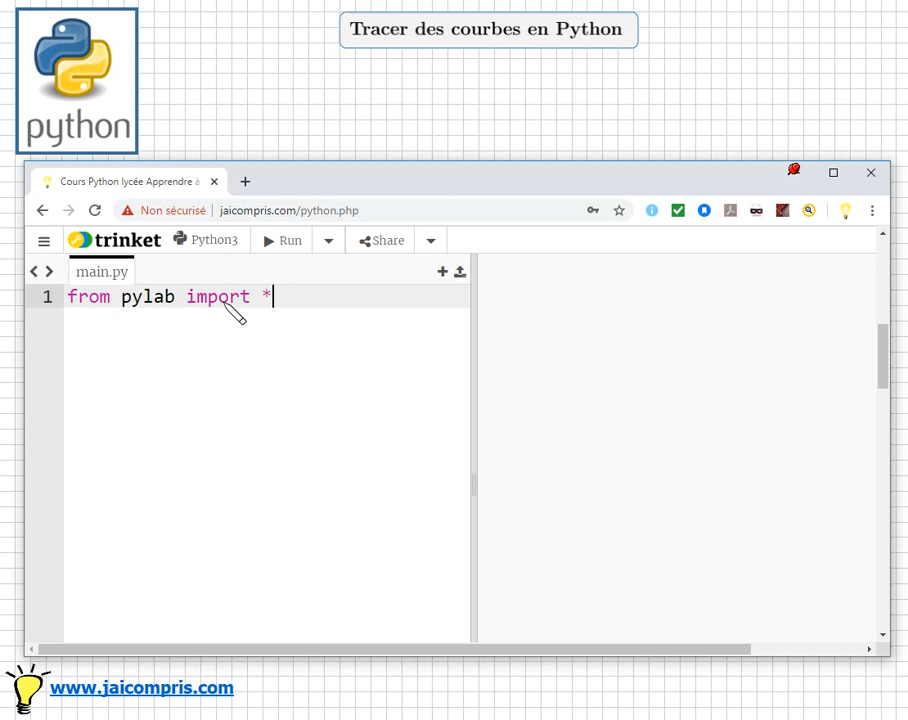 Tracer des courbes en Python
python
Cours Python lycée Apprendre à
Non sécurisé jaicompris.com/python.php
trinket Python3 Run Share
main.py
1 from pylab import *
www.jaicompris.com